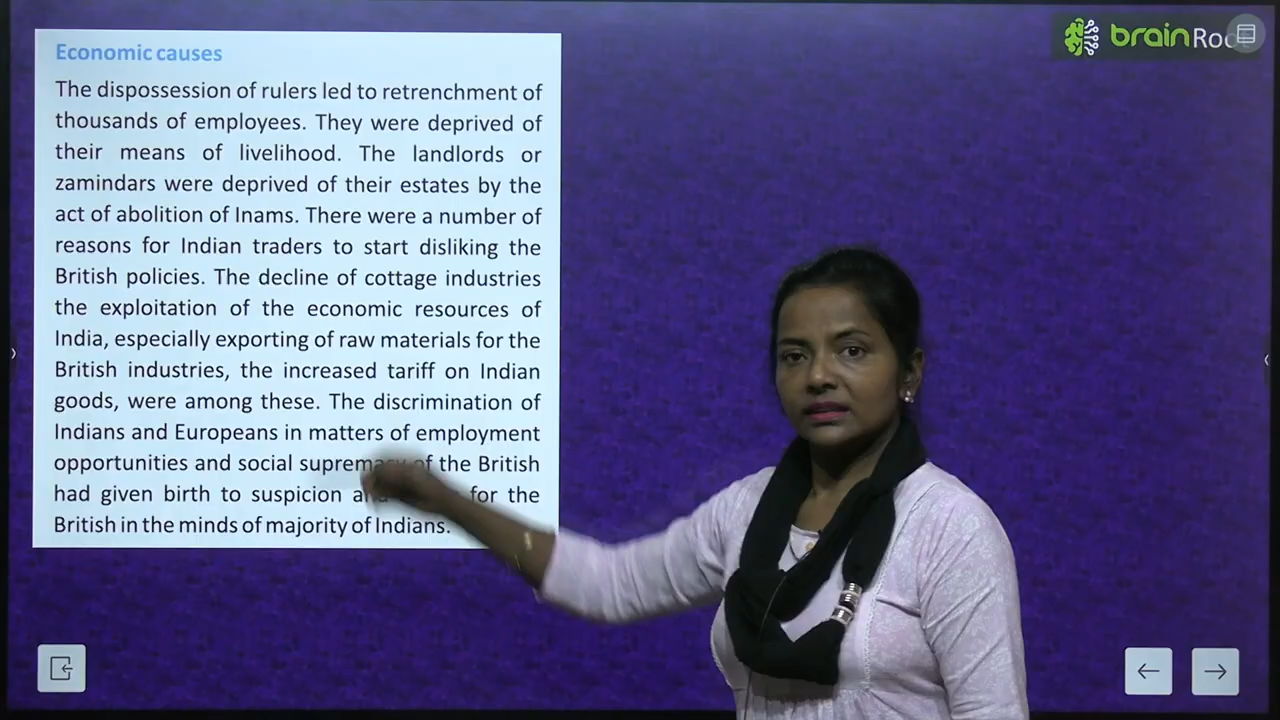 Economic causes
The dispossession of rulers led to retrenchment of
thousands of employees. They were deprived of
their means of livelihood. The landlords or
zamindars were deprived of their estates by the
act of abolition of Inams. There were a number of
reasons for Indian traders to start disliking the
British policies. The decline of cottage industries
the exploitation of the economic resources of
India, especially exporting of raw materials for the
British industries, the increased tariff on Indian
goods, were among these. The discrimination of
Indians and Europeans in matters of employment
opportunities and social supremacy of the British
had given birth to suspicion for the
British in the minds of majority of Indians.
brain